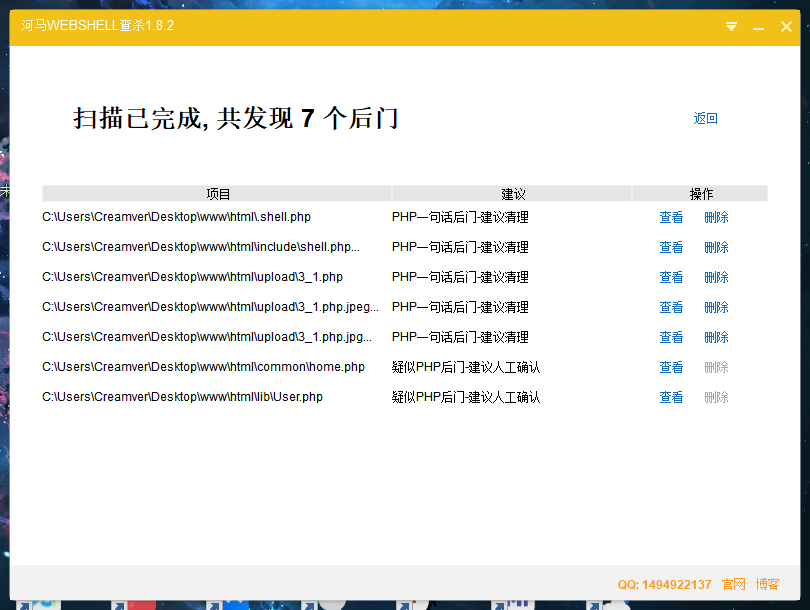 河马WEBSHELL查杀1.8.2
扫描已完成, 共发现 7 个后门
返回
项目 建议 操作
C:\Users\Creamver\Desktop\www\html\.shell.php PHP一句话后门-建议清理 查看 删除
C:\Users\Creamver\Desktop\www\html\include\shell.php... PHP一句话后门-建议清理 查看 删除
C:\Users\Creamver\Desktop\www\html\upload\3_1.php PHP一句话后门-建议清理 查看 删除
C:\Users\Creamver\Desktop\www\html\upload\3_1.php.jpeg... PHP一句话后门-建议清理 查看 删除
C:\Users\Creamver\Desktop\www\html\upload\3_1.php.jpg... PHP一句话后门-建议清理 查看 删除
C:\Users\Creamver\Desktop\www\html\common\home.php 疑似PHP后门-建议人工确认 查看 删除
C:\Users\Creamver\Desktop\www\html\lib\User.php 疑似PHP后门-建议人工确认 查看 删除
QQ: 1494922137 官网 博客